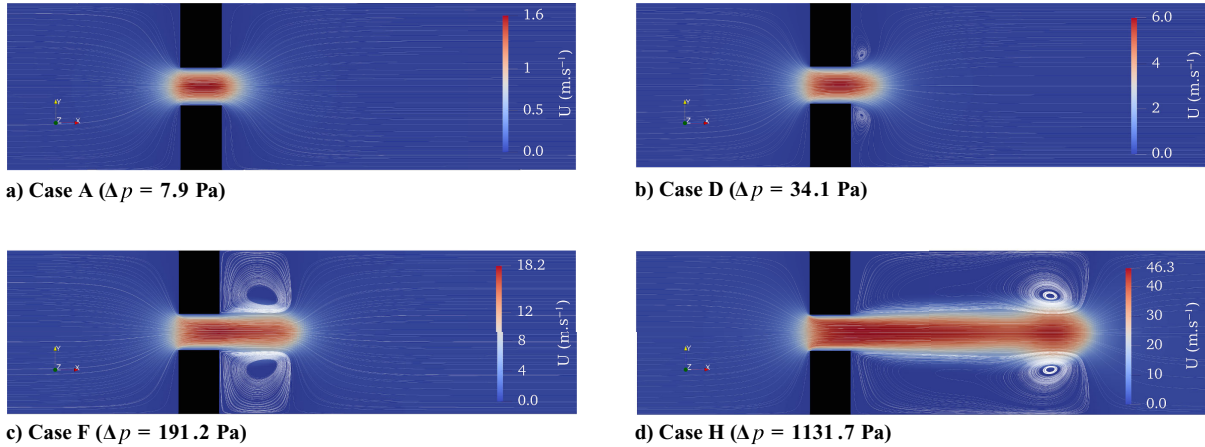 1.6
1
0.5
0.0
U (m.s⁻¹)
Y
Z X
a) Case A (Δp = 7.9 Pa)
6.0
4
2
0.0
U (m.s⁻¹)
Y
Z X
b) Case D (Δp = 34.1 Pa)
18.2
12
8
4
0.0
U (m.s⁻¹)
Y
Z X
c) Case F (Δp = 191.2 Pa)
46.3
40
30
20
10
0.0
U (m.s⁻¹)
Y
Z X
d) Case H (Δp = 1131.7 Pa)